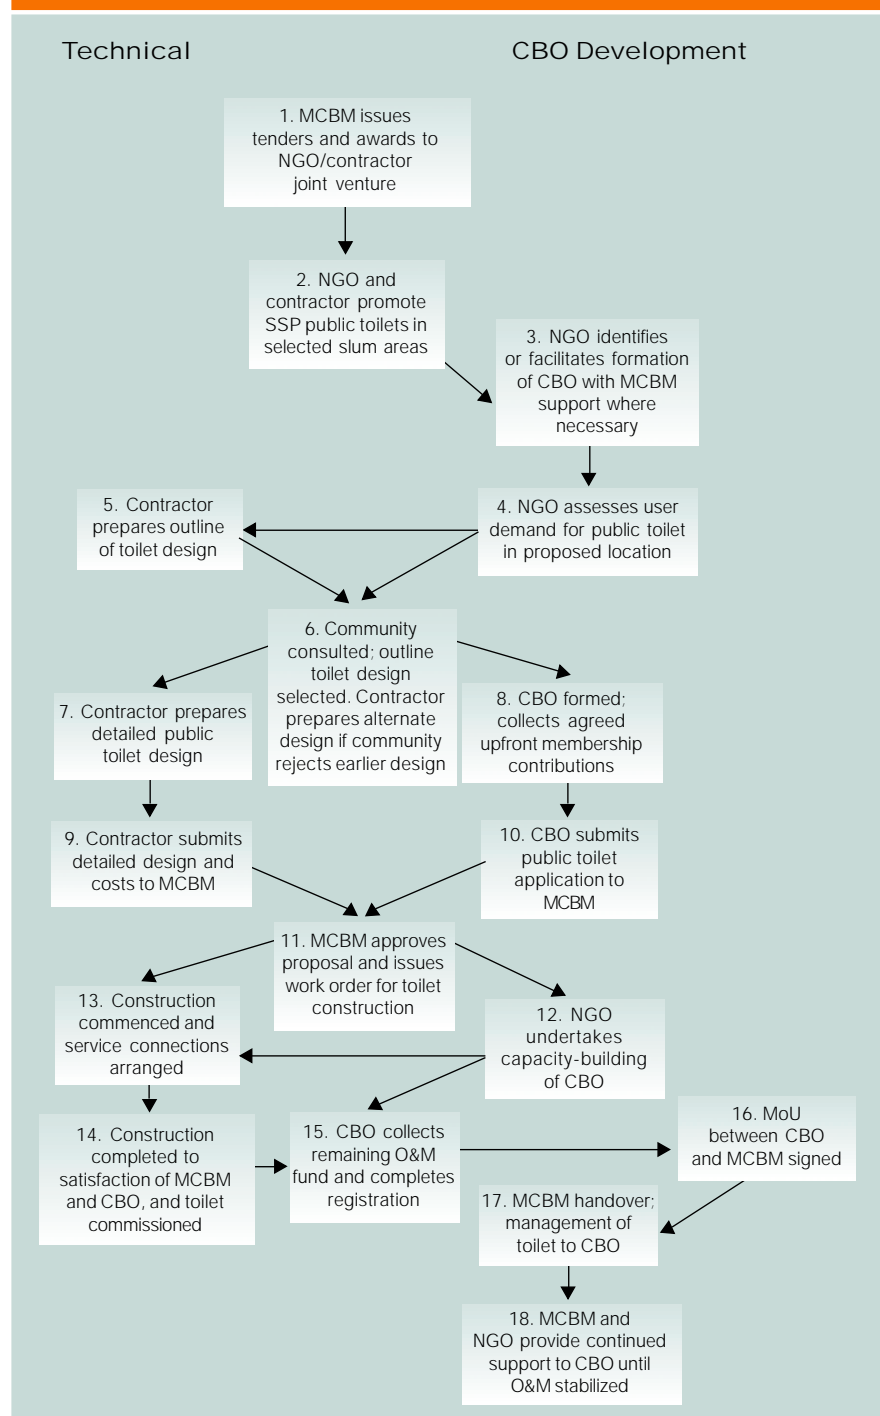 Technical
CBO Development
1. MCBM issues
tenders and awards to
NGO/contractor
joint venture
2. NGO and
contractor promote
SSP public toilets in
selected slum areas
3. NGO identifies
or facilitates formation
of CBO with MCBM
support where
necessary
4. NGO assesses user
demand for public toilet
in proposed location
5. Contractor
prepares outline
of toilet design
6. Community
consulted; outline
toilet design
selected. Contractor
prepares alternate
design if community
rejects earlier design
7. Contractor prepares
detailed public
toilet design
8. CBO formed;
collects agreed
upfront membership
contributions
9. Contractor submits
detailed design and
costs to MCBM
10. CBO submits
public toilet
application to
MCBM
11. MCBM approves
proposal and issues
work order for toilet
construction
12. NGO
undertakes
capacity-building
of CBO
13. Construction
commenced and
service connections
arranged
14. Construction
completed to
satisfaction of MCBM
and CBO, and toilet
commissioned
15. CBO collects
remaining O&M
fund and completes
registration
16. MoU
between CBO
and MCBM signed
17. MCBM handover;
management of
toilet to CBO
18. MCBM and
NGO provide continued
support to CBO until
O&M stabilized